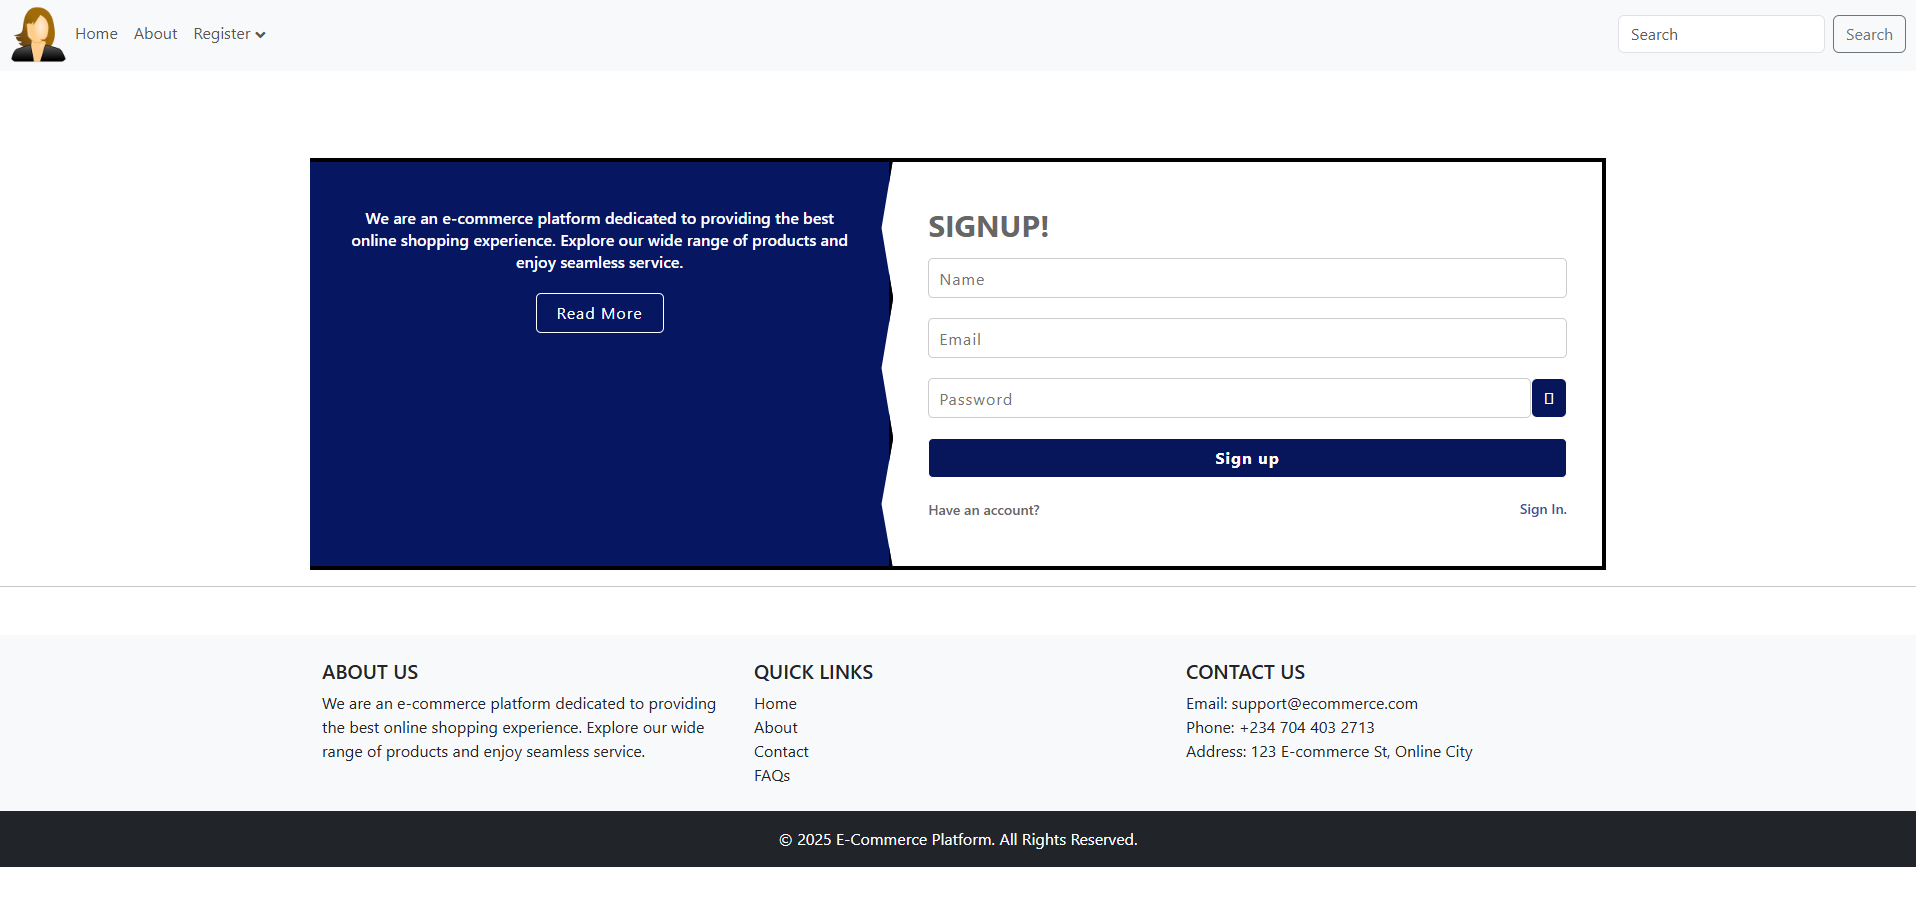 Home About Register Search Search
We are an e-commerce platform dedicated to providing the best
online shopping experience. Explore our wide range of products and
enjoy seamless service.
Read More
SIGNUP!
Name
Email
Password
Sign up
Have an account? Sign In.
ABOUT US
We are an e-commerce platform dedicated to providing
the best online shopping experience. Explore our wide
range of products and enjoy seamless service.
QUICK LINKS
Home
About
Contact
FAQs
CONTACT US
Email: support@ecommerce.com
Phone: +234 704 403 2713
Address: 123 E-commerce St, Online City
© 2025 E-Commerce Platform. All Rights Reserved.